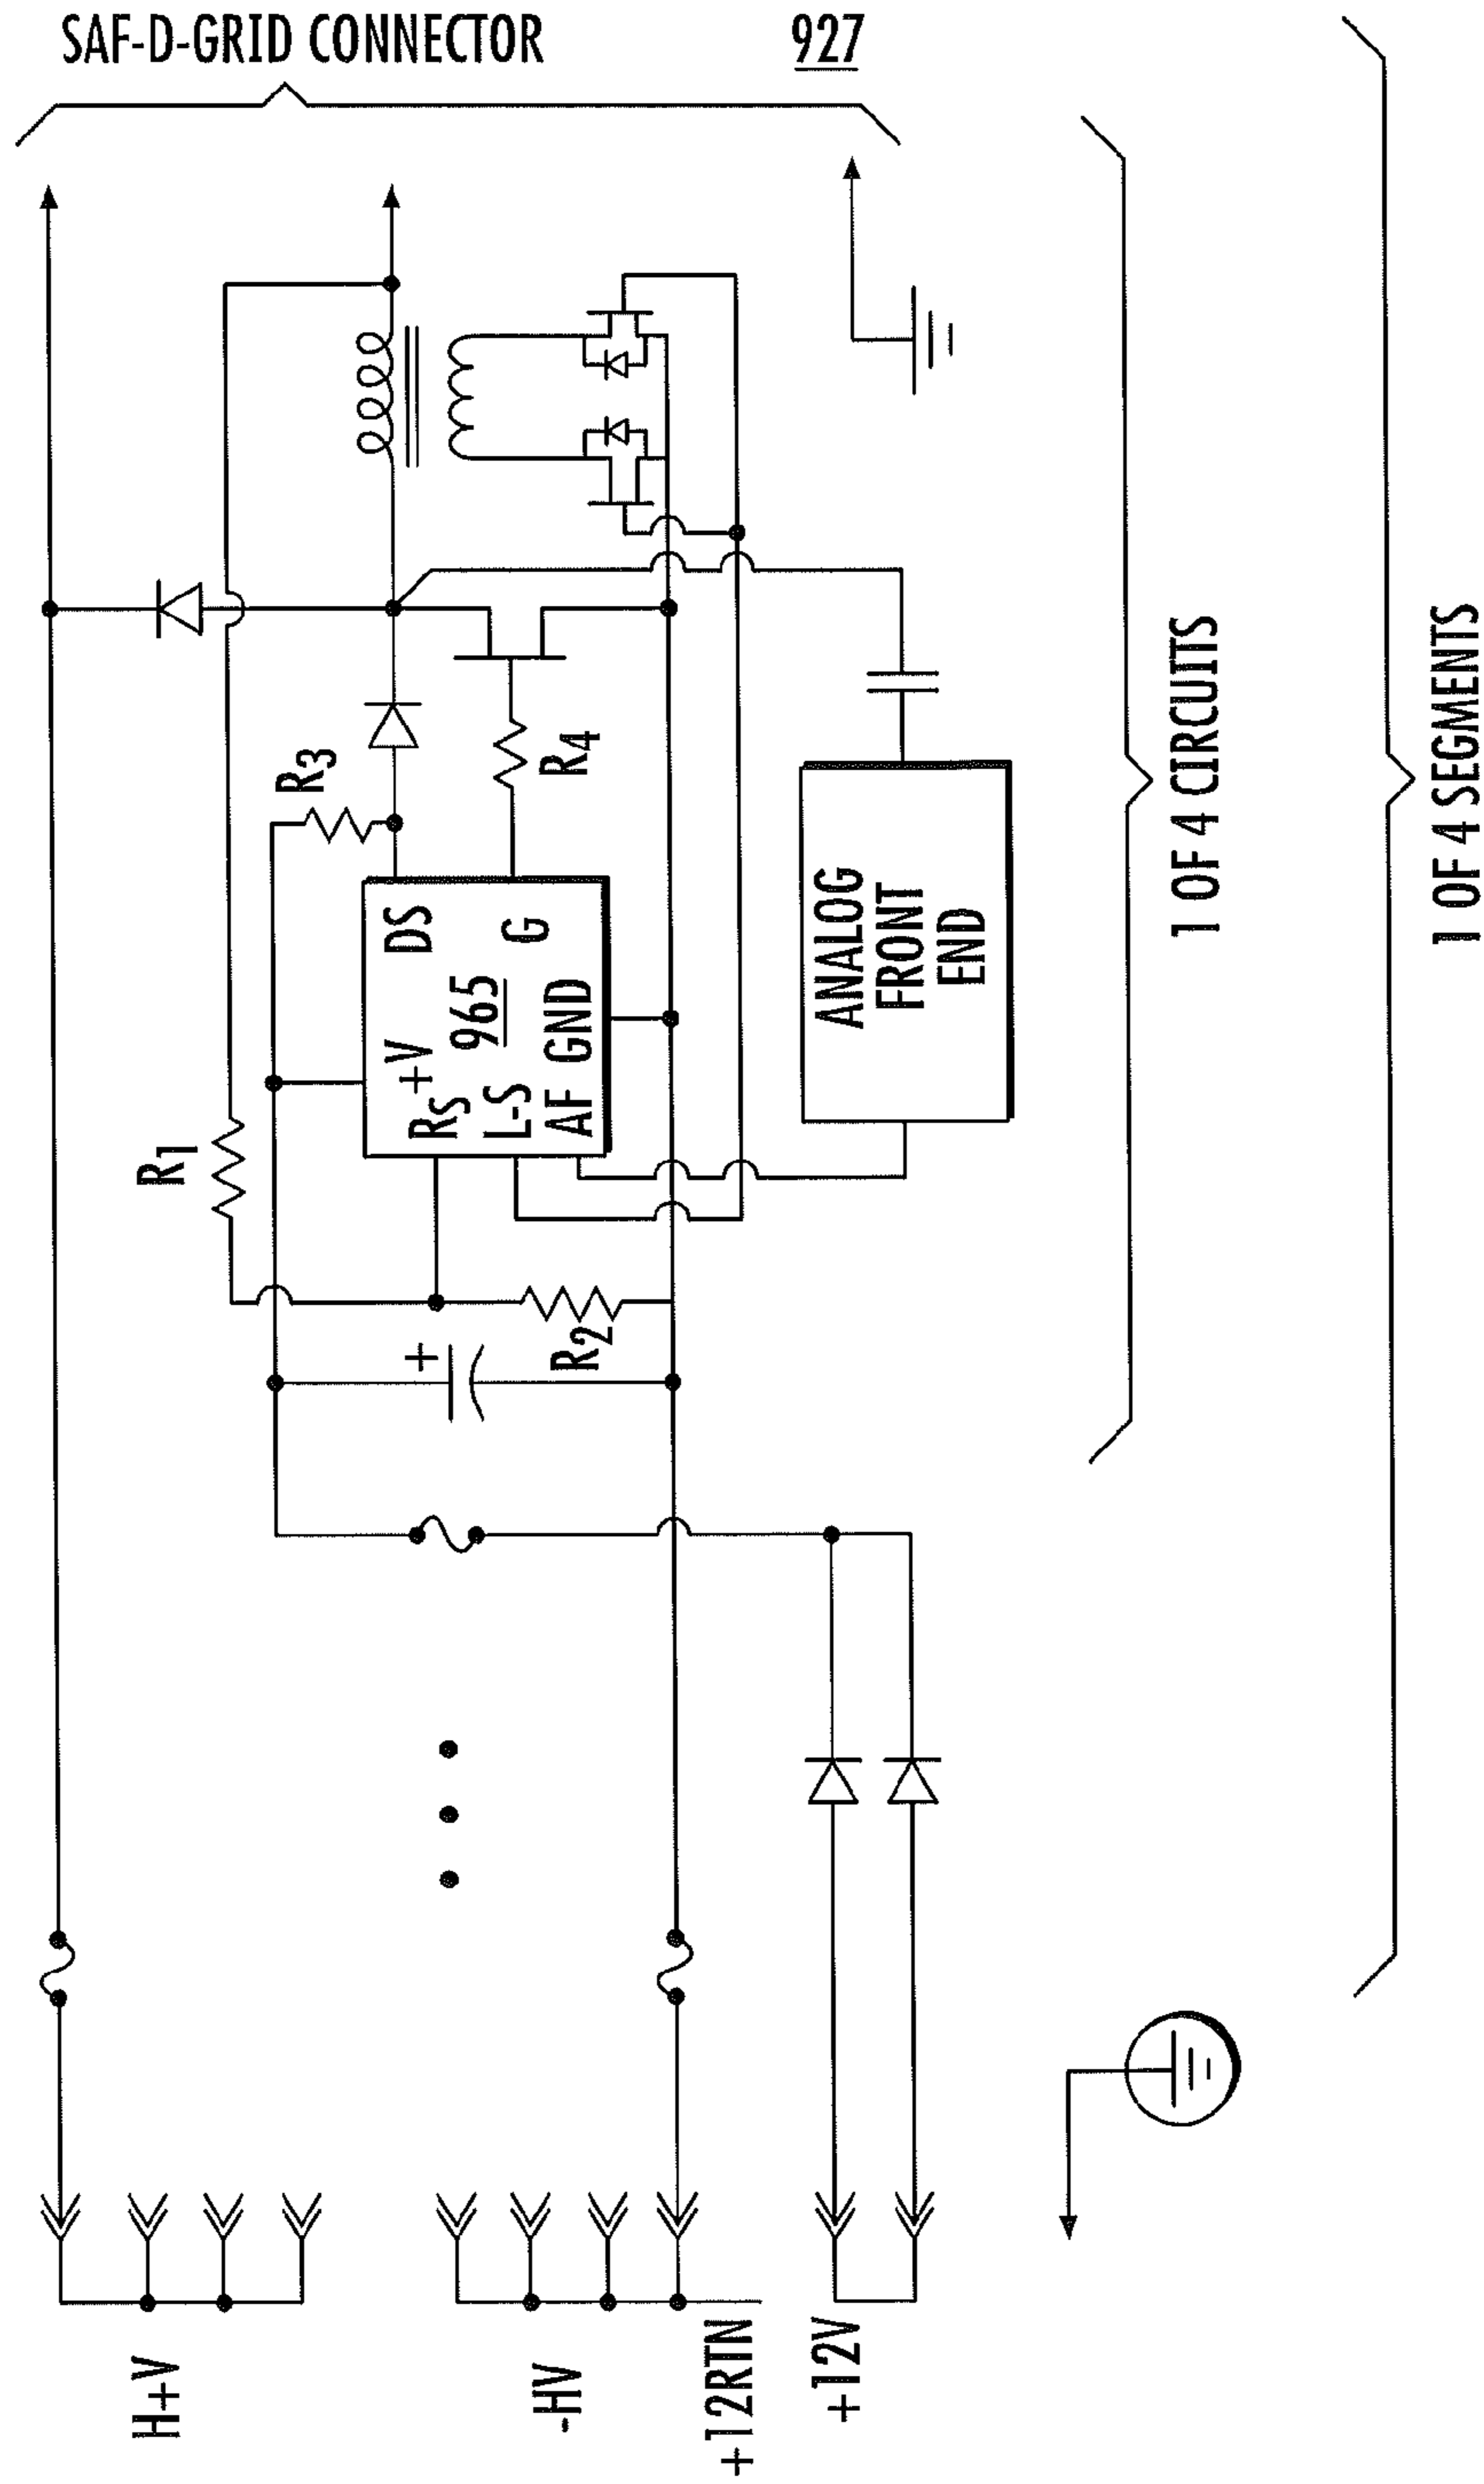 SAF-D-GRID CONNECTOR
927
R3
R4
R1
DS
G
965
+V
GND
RS
L-S
AF
R2
ANALOG
FRONT
END
1 OF 4 CIRCUITS
1 OF 4 SEGMENTS
+
H+V
-HV
+12RTN
+12V